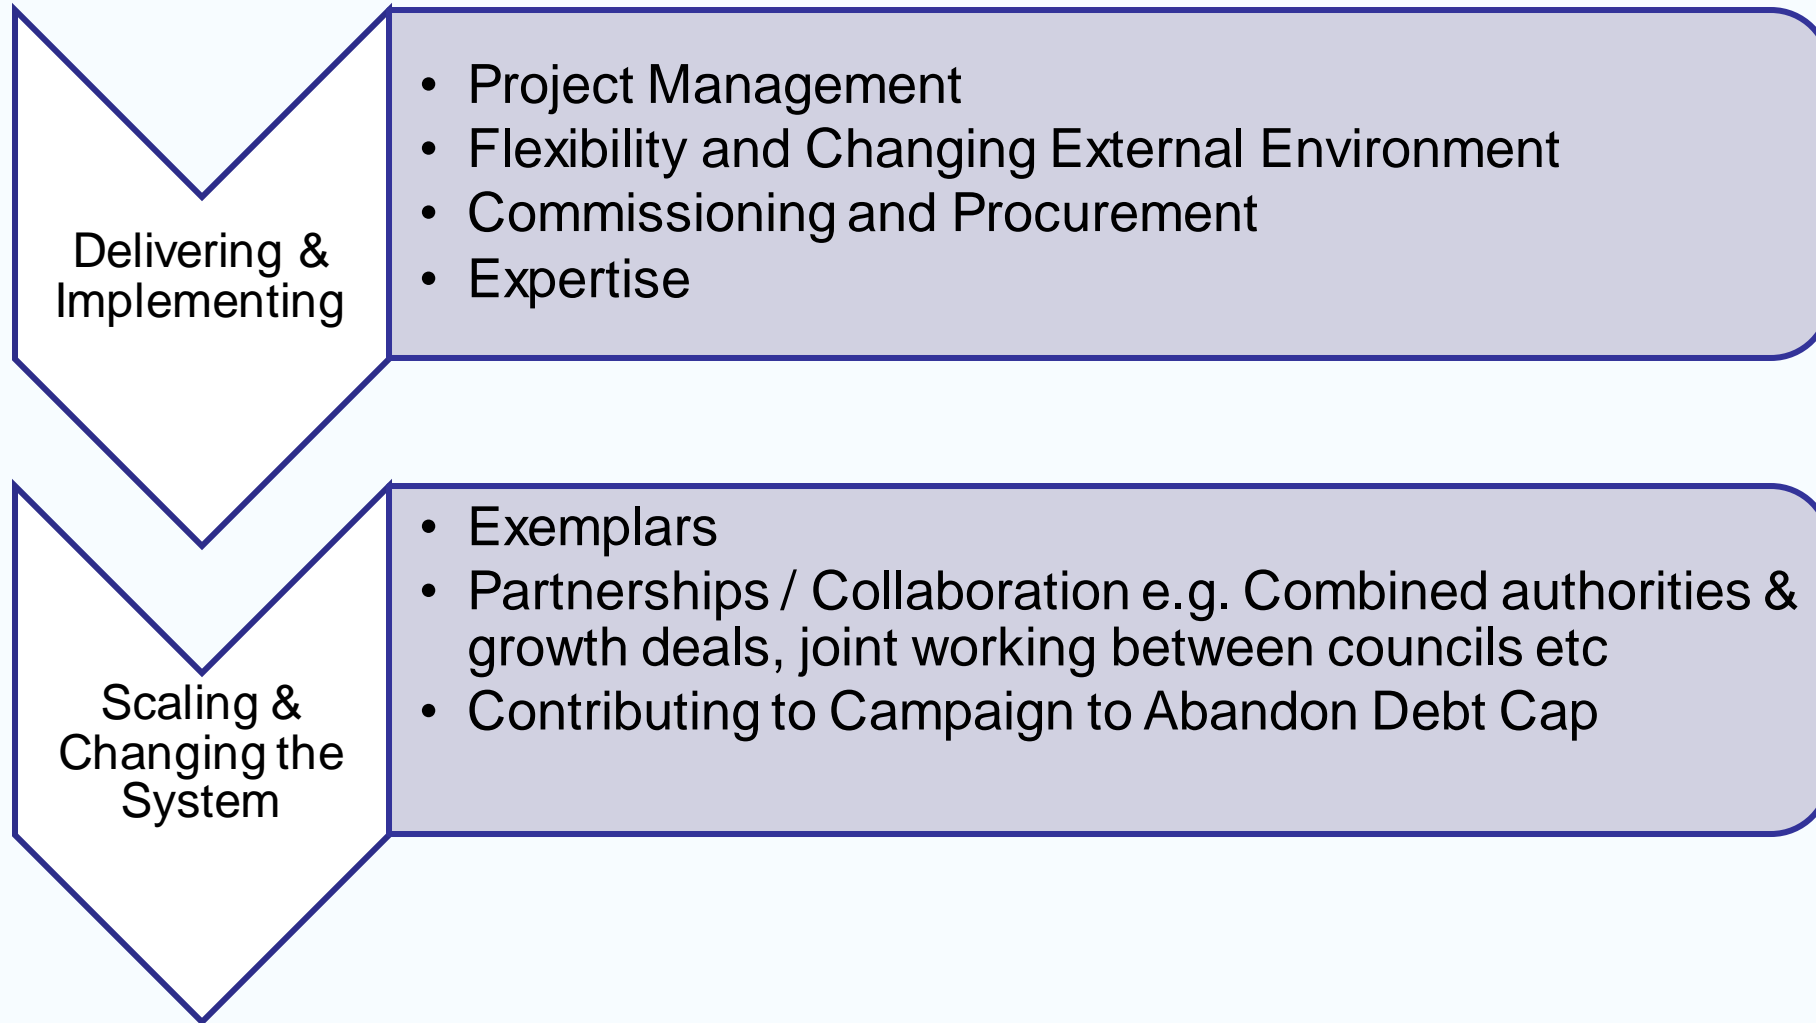 Delivering &
Implementing
• Project Management
• Flexibility and Changing External Environment
• Commissioning and Procurement
• Expertise
Scaling &
Changing the
System
• Exemplars
• Partnerships / Collaboration e.g. Combined authorities &
growth deals, joint working between councils etc
• Contributing to Campaign to Abandon Debt Cap